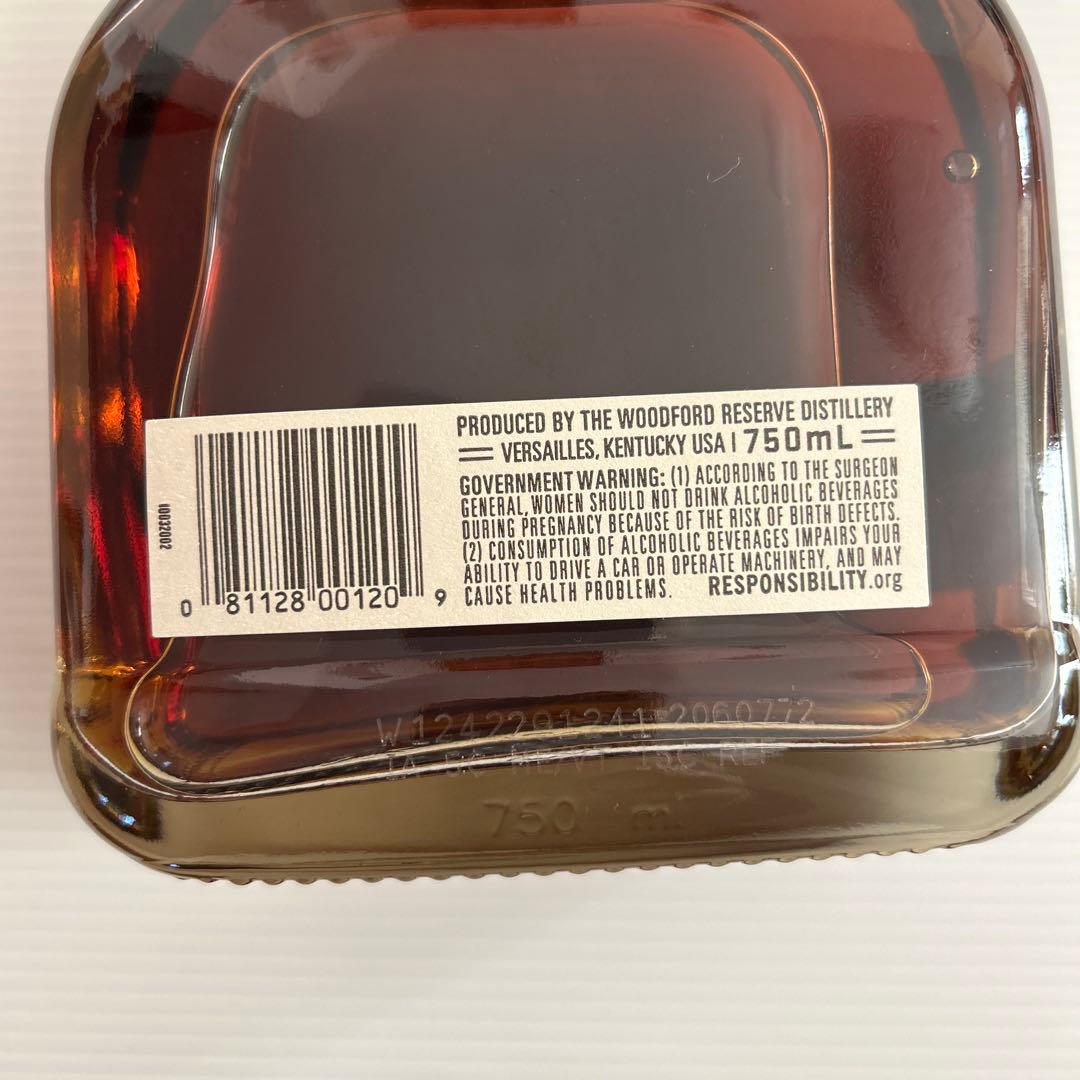 PRODUCED BY THE WOODFORD RESERVE DISTILLERY
VERSAILLES, KENTUCKY USA | 750mL
GOVERNMENT WARNING: (1) ACCORDING TO THE SURGEON
GENERAL, WOMEN SHOULD NOT DRINK ALCOHOLIC BEVERAGES
DURING PREGNANCY BECAUSE OF THE RISK OF BIRTH DEFECTS.
(2) CONSUMPTION OF ALCOHOLIC BEVERAGES IMPAIRS YOUR
ABILITY TO DRIVE A CAR OR OPERATE MACHINERY, AND MAY
CAUSE HEALTH PROBLEMS. RESPONSIBILITY.org
0 81128 00120 9
750 ml